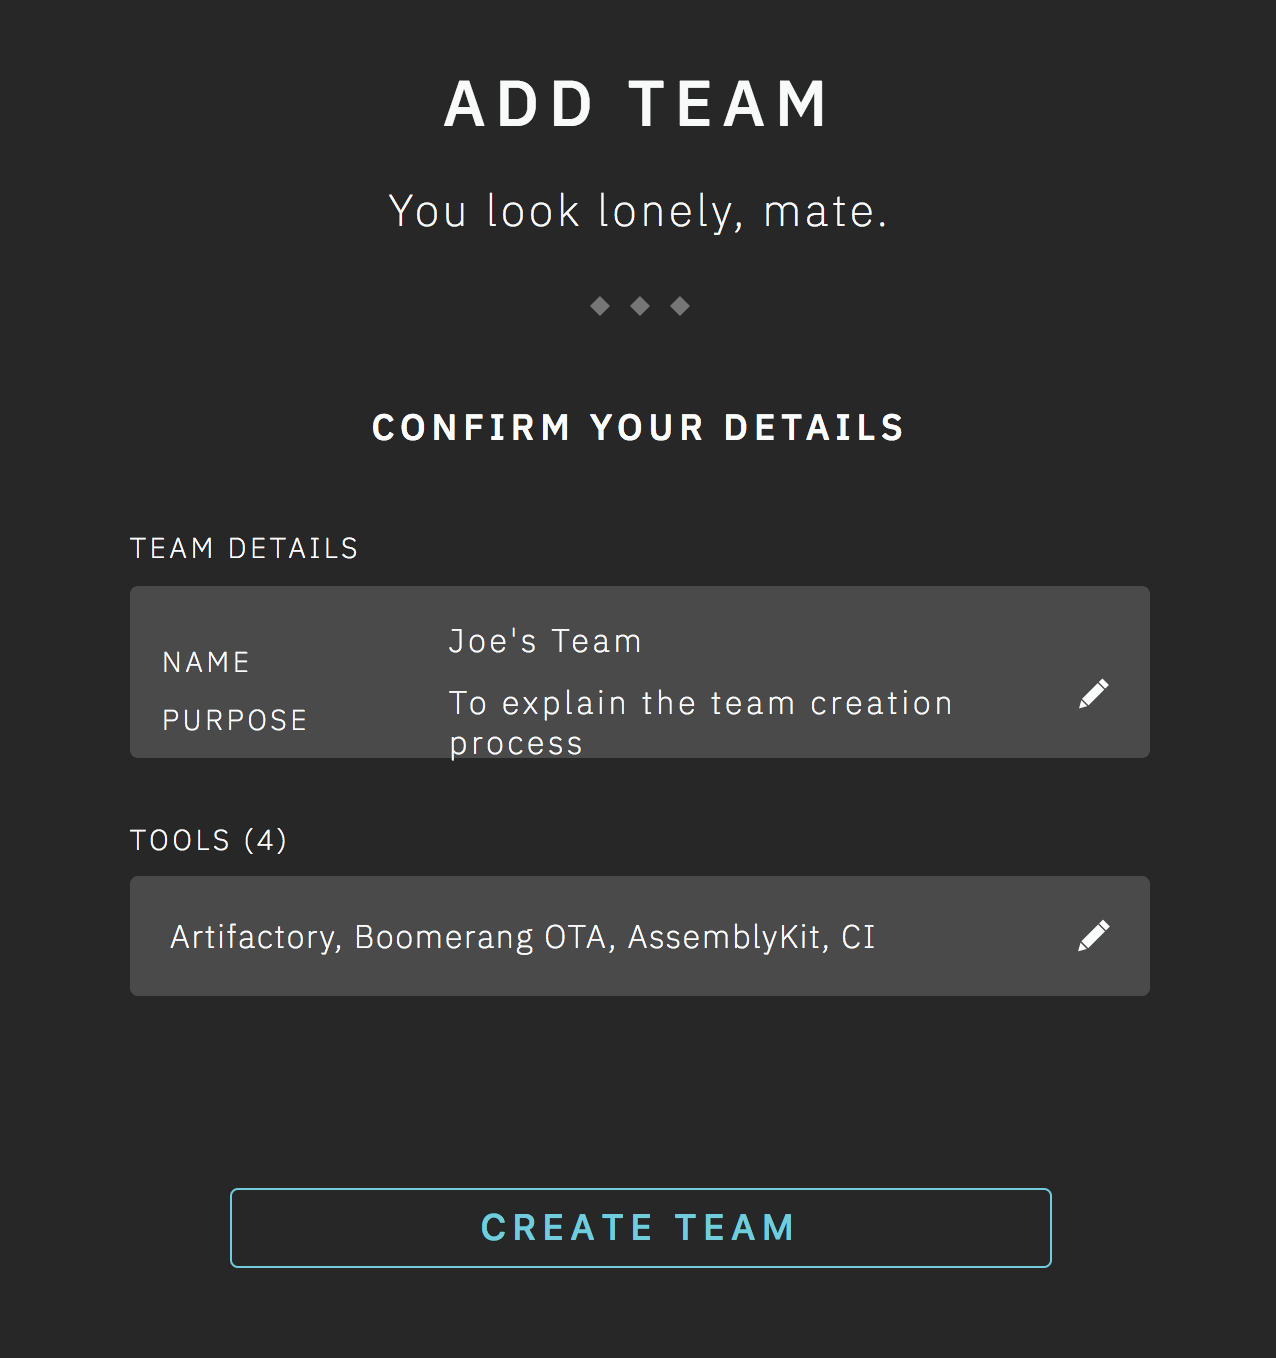 ADD TEAM
You look lonely, mate.
CONFIRM YOUR DETAILS
TEAM DETAILS
NAME
Joe's Team
PURPOSE
To explain the team creation
process
TOOLS (4)
Artifactory, Boomerang OTA, AssemblyKit, CI
CREATE TEAM